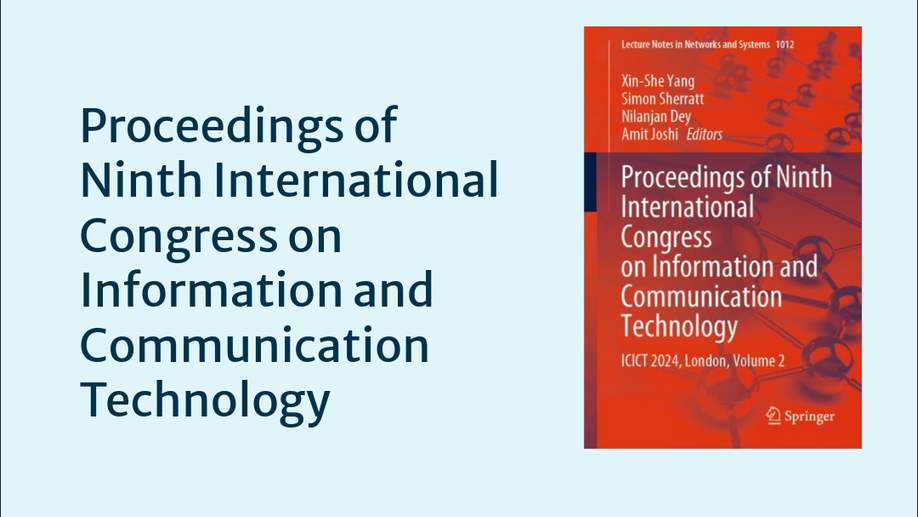 Proceedings of
Ninth International
Congress on
Information and
Communication
Technology
Lecture Notes in Networks and Systems 1012
Xin-She Yang
Simon Sherratt
Nilanjan Dey
Amit Joshi Editors
Proceedings of Ninth
International
Congress
on Information and
Communication
Technology
ICICT 2024, London, Volume 2
Springer